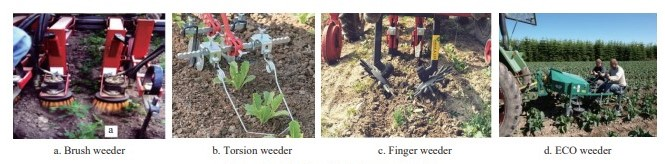 a
a. Brush weeder
b. Torsion weeder
c. Finger weeder
d. ECO weeder